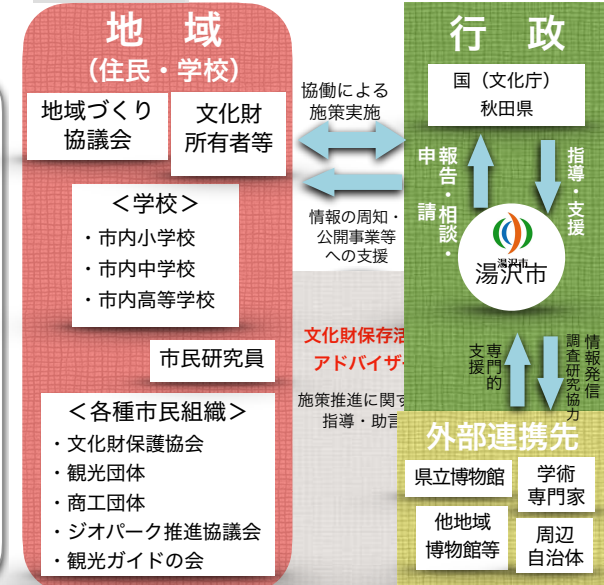 地　域
（住民・学校）
地域づくり
協議会
文化財
所有者等
＜学校＞
・市内小学校
・市内中学校
・市内高等学校
市民研究員
＜各種市民組織＞
・文化財保護協会
・観光団体
・商工団体
・ジオパーク推進協議会
・観光ガイドの会
協働による
施策実施
情報の周知・
公開事業等
への支援
文化財保存活
アドバイザ
施策推進に関す
指導・助言
行　政
国（文化庁）
秋田県
報告・相談・
申請
指導・支援
湯沢市
湯沢市
専門的
支援
情報発信
調査研究協力
外部連携先
県立博物館
学術
専門家
他地域
博物館等
周辺
自治体